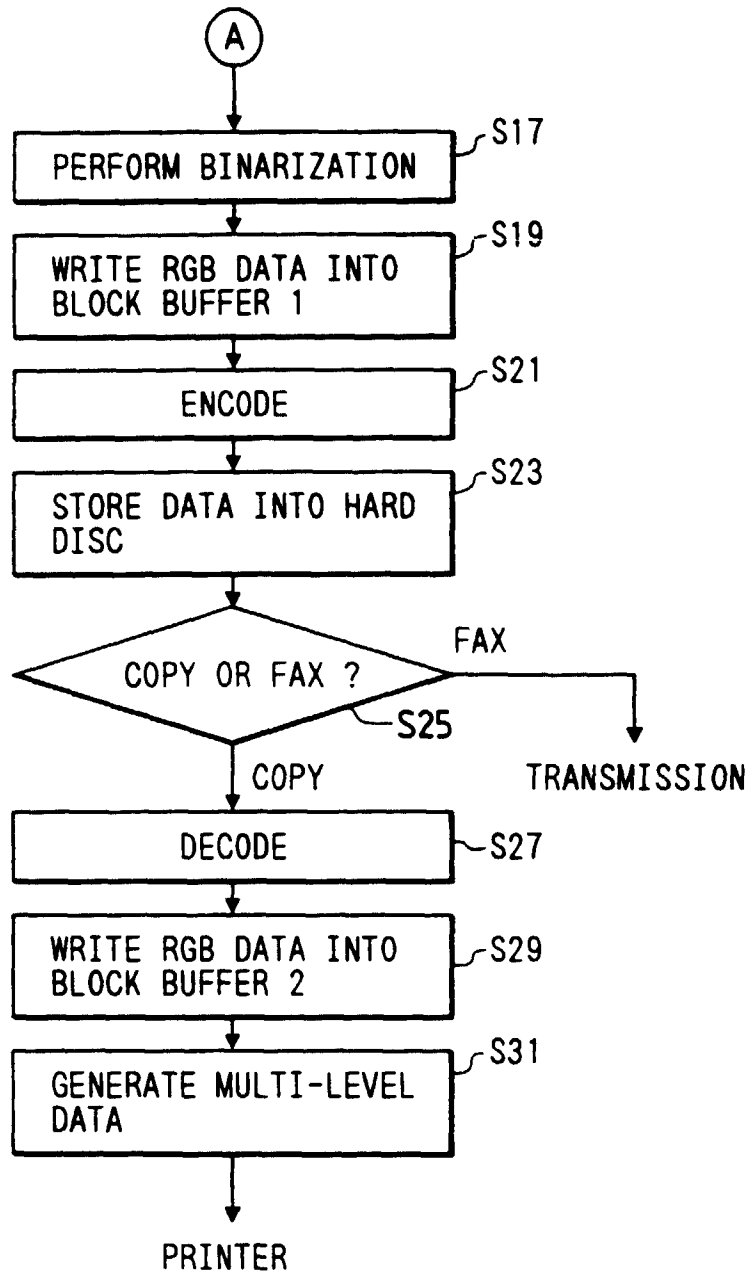 A
S17
PERFORM BINARIZATION
S19
WRITE RGB DATA INTO
BLOCK BUFFER 1
S21
ENCODE
S23
STORE DATA INTO HARD
DISC
FAX
COPY OR FAX ?
S25
COPY
TRANSMISSION
DECODE
S27
WRITE RGB DATA INTO
BLOCK BUFFER 2
S29
S31
GENERATE MULTI-LEVEL
DATA
PRINTER